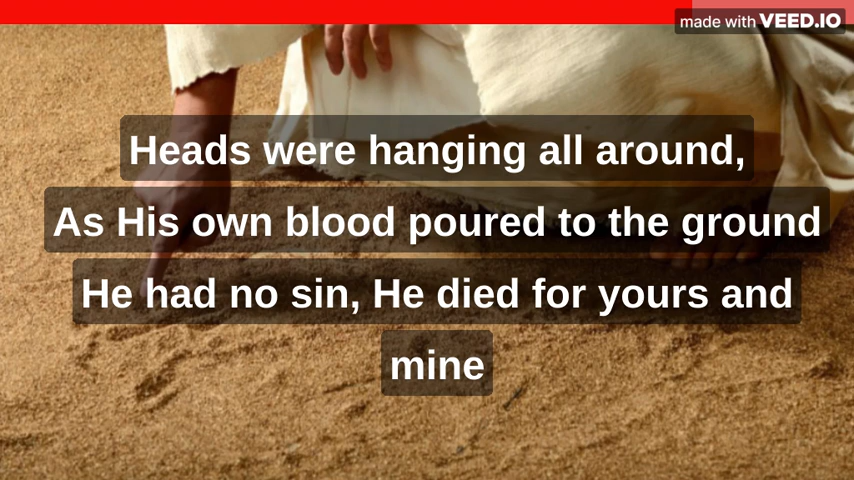 made with VEED.IO
Heads were hanging all around,
As His own blood poured to the ground
He had no sin, He died for yours and
mine